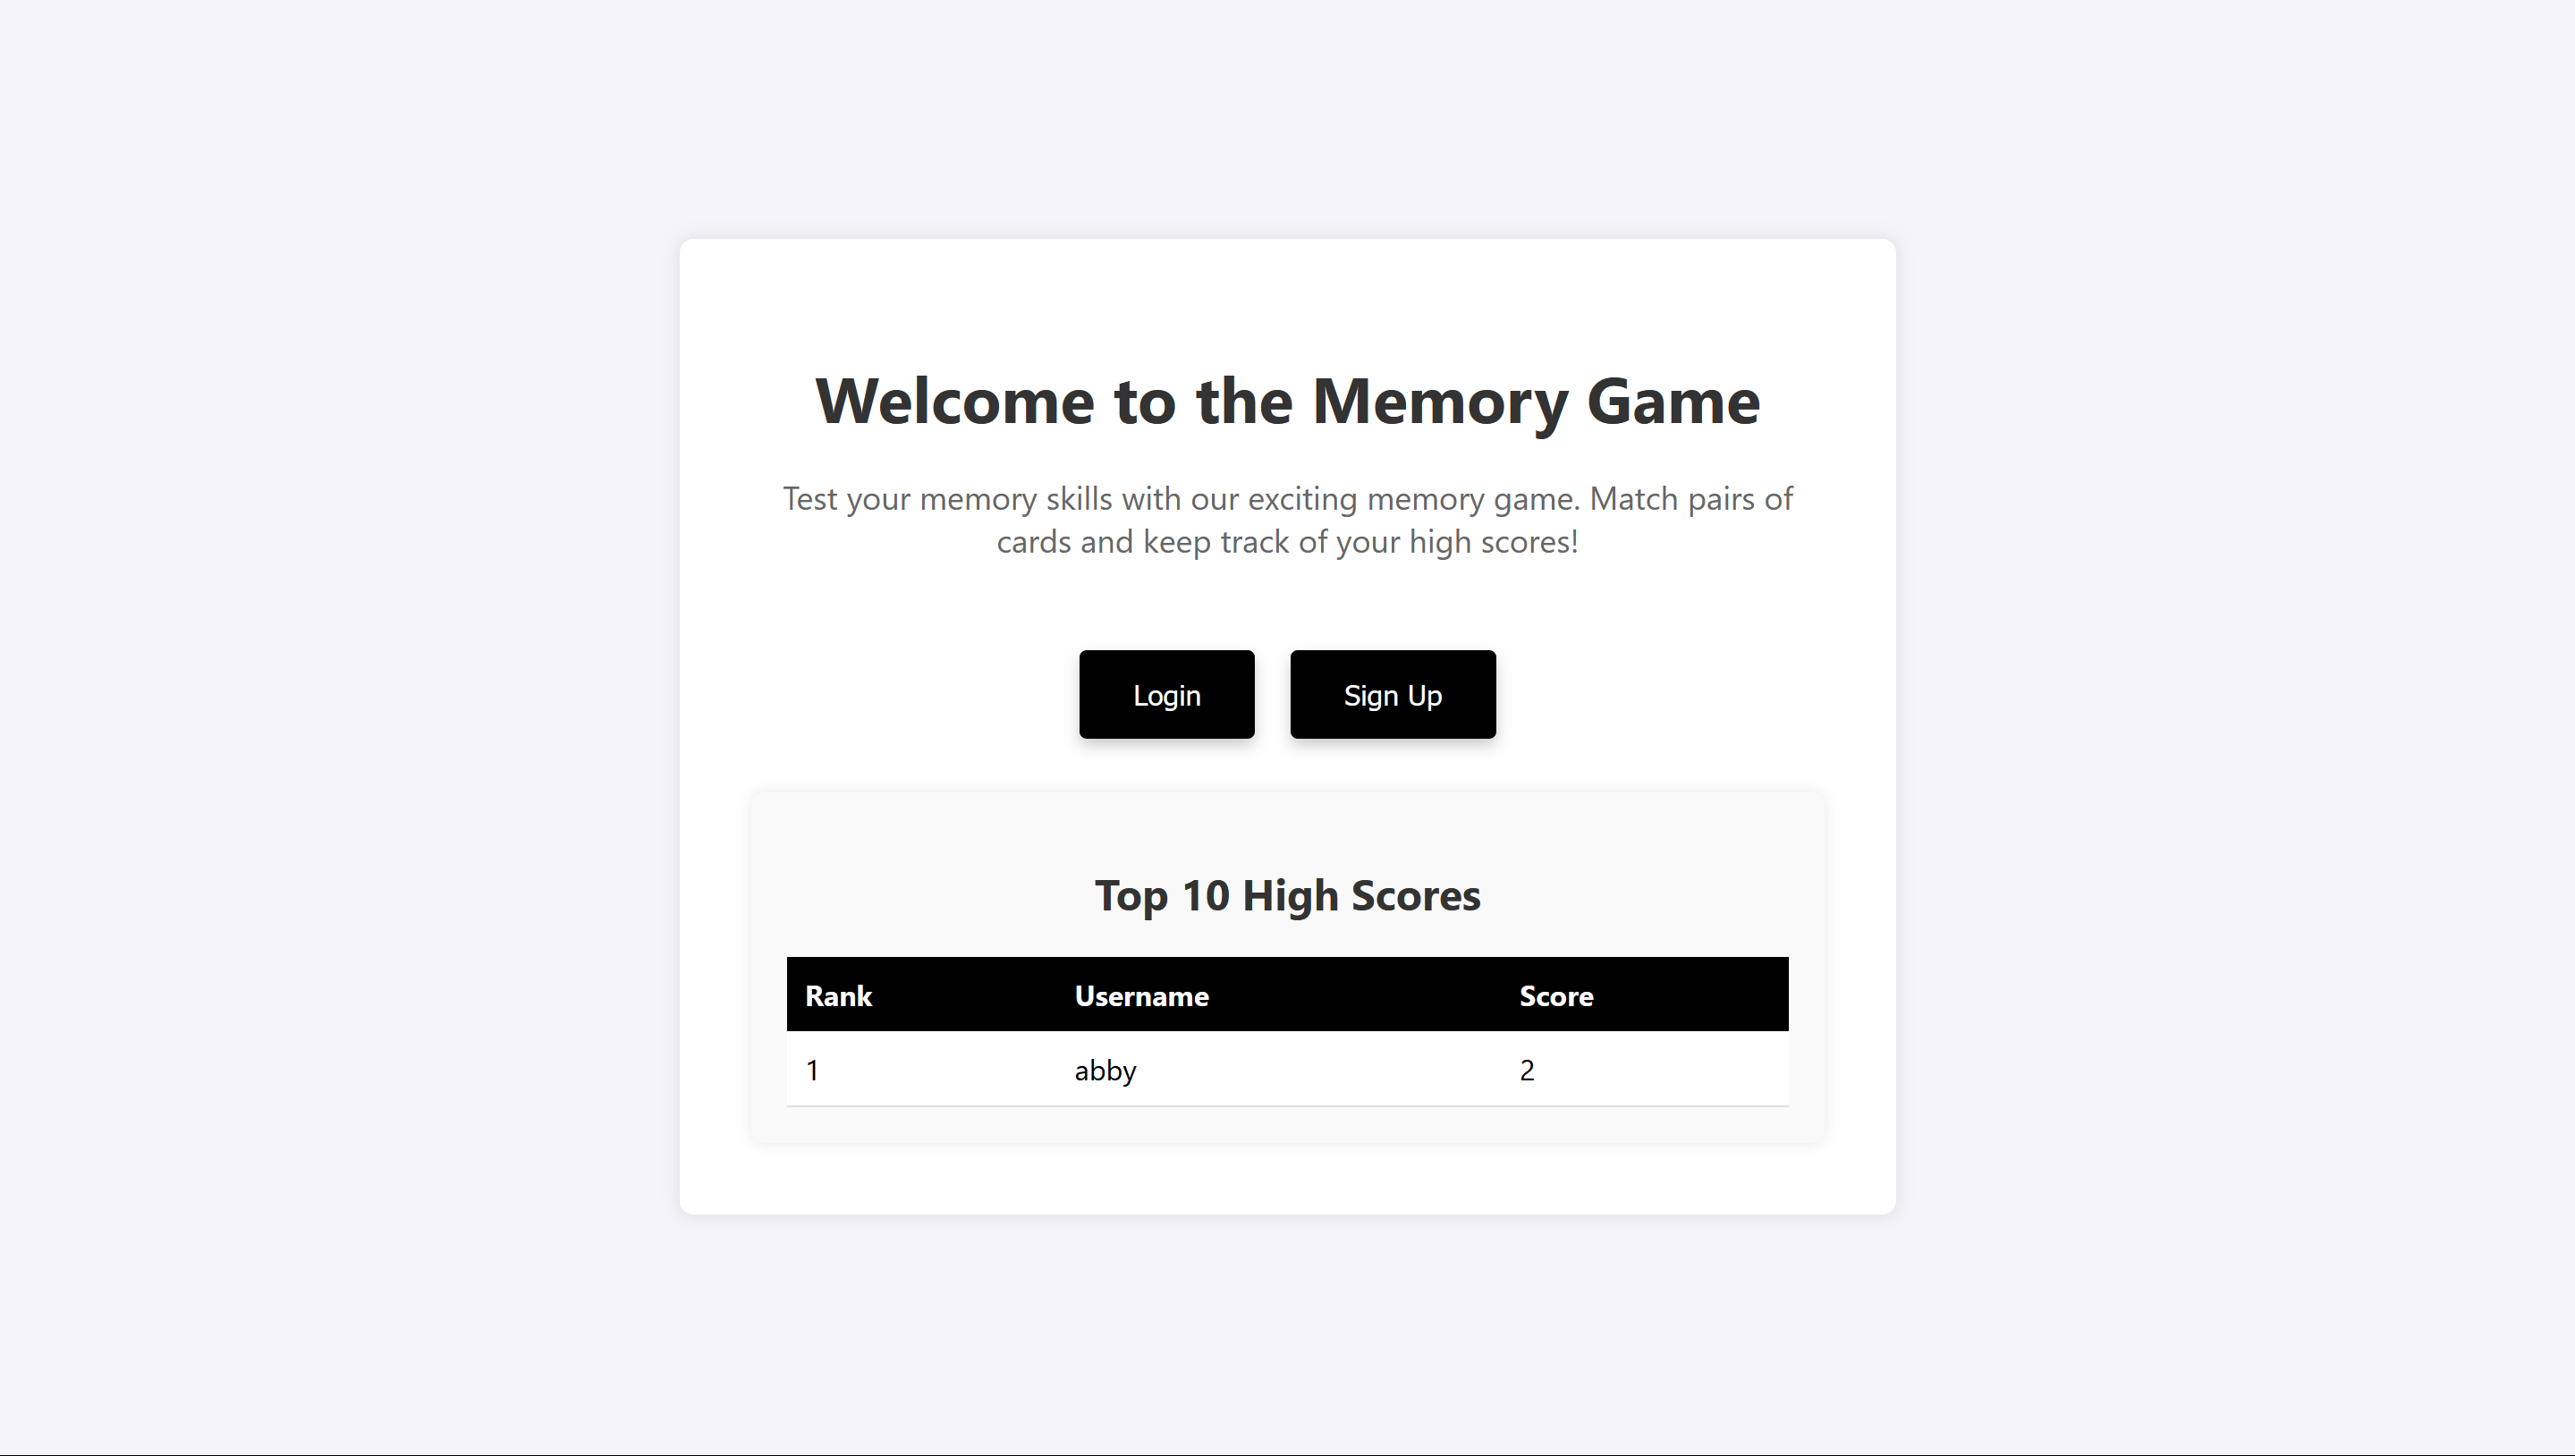 Welcome to the Memory Game
Test your memory skills with our exciting memory game. Match pairs of
cards and keep track of your high scores!
Login Sign Up
Top 10 High Scores
Rank Username Score
1 abby 2